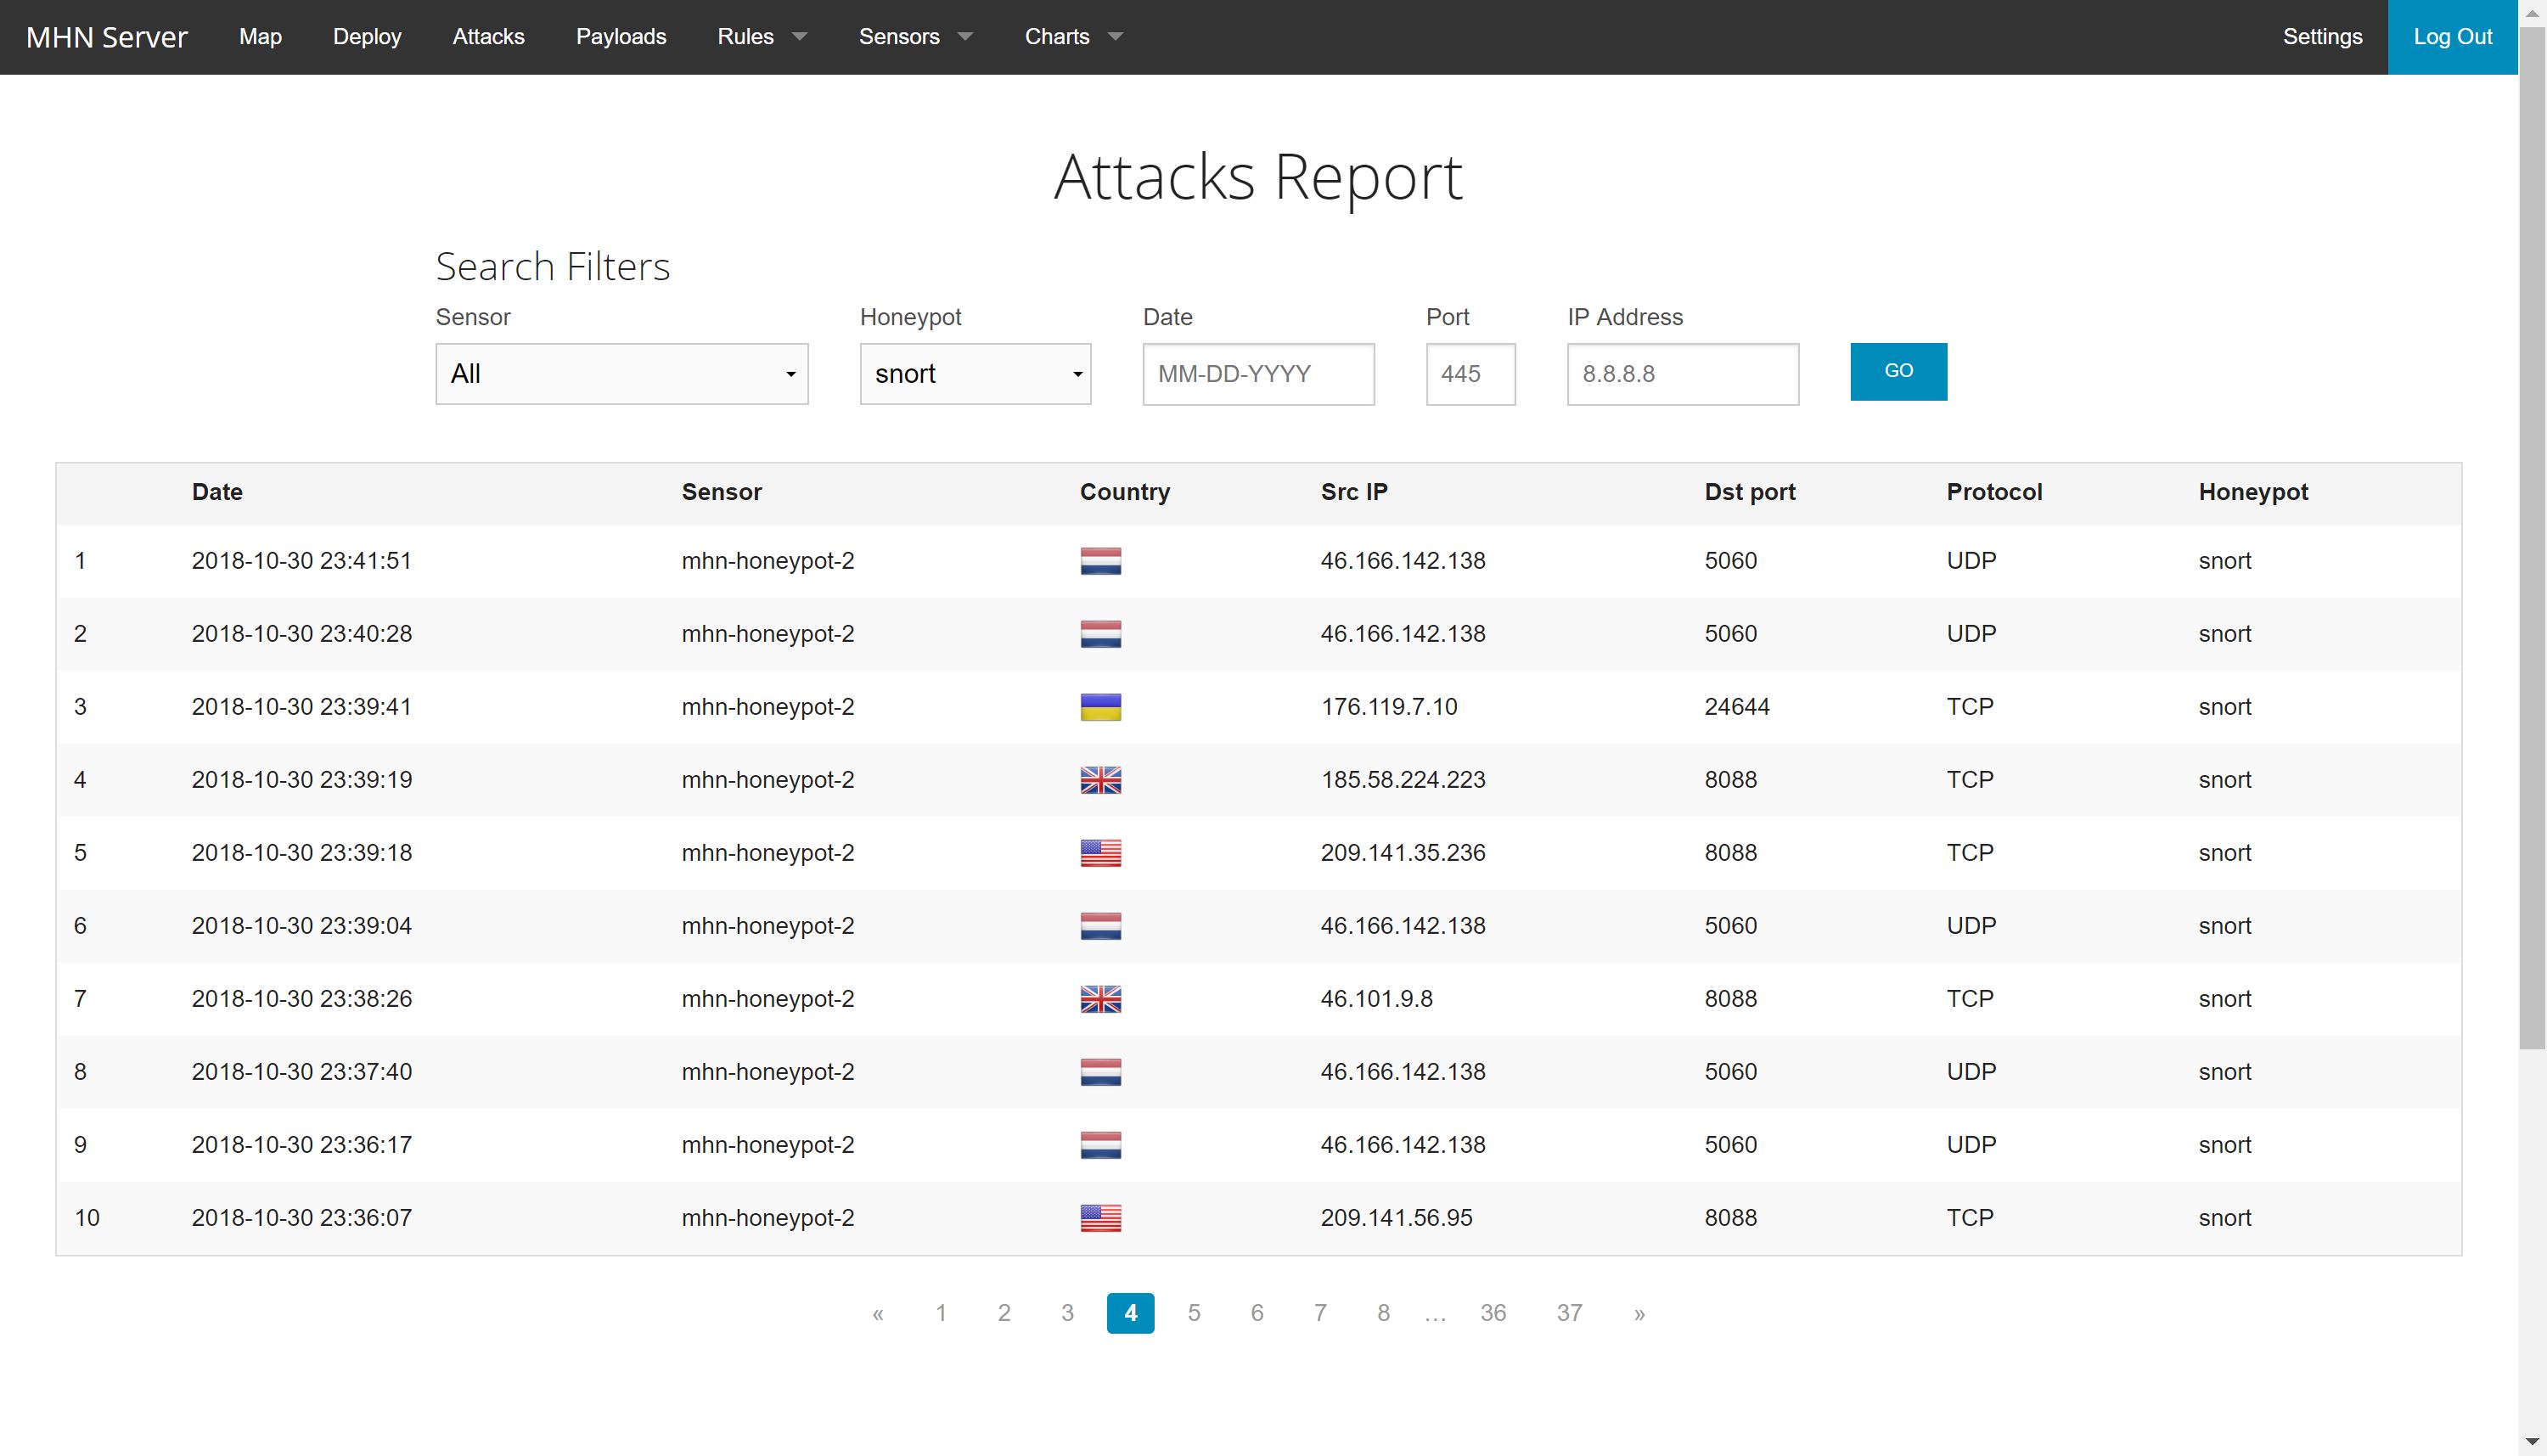 MHN Server Map Deploy Attacks Payloads Rules Sensors Charts Settings Log Out
Attacks Report
Search Filters
Sensor Honeypot Date Port IP Address
All snort MM-DD-YYYY 445 8.8.8.8 GO
Date Sensor Country Src IP Dst port Protocol Honeypot
1 2018-10-30 23:41:51 mhn-honeypot-2 46.166.142.138 5060 UDP snort
2 2018-10-30 23:40:28 mhn-honeypot-2 46.166.142.138 5060 UDP snort
3 2018-10-30 23:39:41 mhn-honeypot-2 176.119.7.10 24644 TCP snort
4 2018-10-30 23:39:19 mhn-honeypot-2 185.58.224.223 8088 TCP snort
5 2018-10-30 23:39:18 mhn-honeypot-2 209.141.35.236 8088 TCP snort
6 2018-10-30 23:39:04 mhn-honeypot-2 46.166.142.138 5060 UDP snort
7 2018-10-30 23:38:26 mhn-honeypot-2 46.101.9.8 8088 TCP snort
8 2018-10-30 23:37:40 mhn-honeypot-2 46.166.142.138 5060 UDP snort
9 2018-10-30 23:36:17 mhn-honeypot-2 46.166.142.138 5060 UDP snort
10 2018-10-30 23:36:07 mhn-honeypot-2 209.141.56.95 8088 TCP snort
« 1 2 3 4 5 6 7 8 … 36 37 »